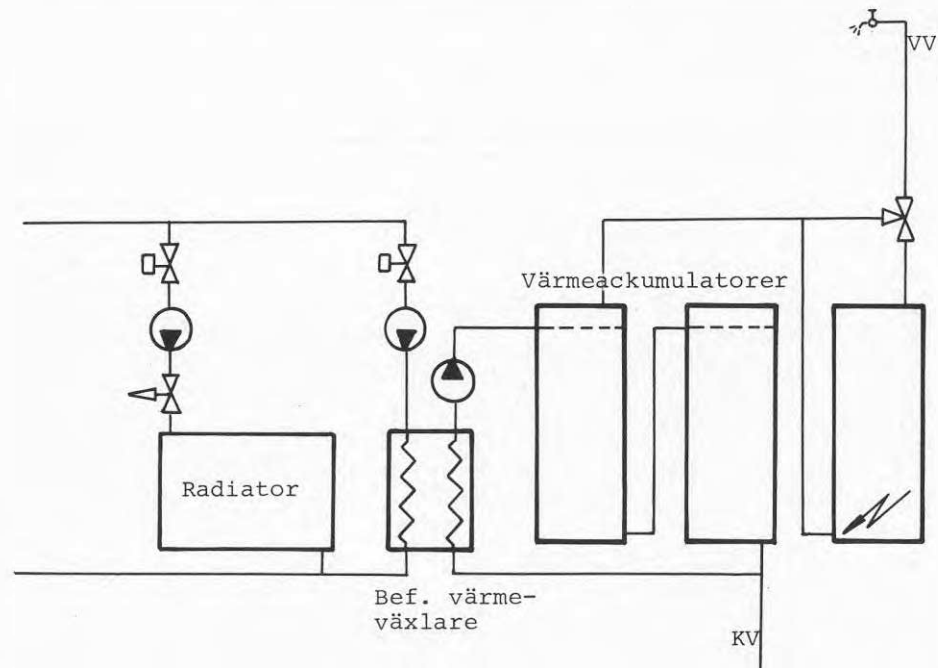 VV
Värmeackumulatorer
Radiator
Bef. värme-
växlare
KV